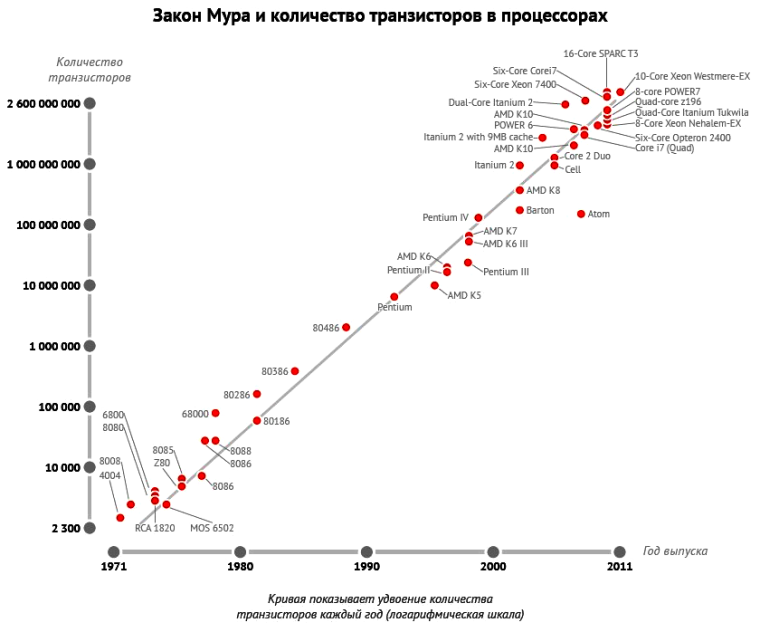 Закон Мура и количество транзисторов в процессорах
Количество
транзисторов
16-Core SPARC T3
Six-Core Corei7
10-Core Xeon Westmere-EX
Six-Core Xeon 7400
8-core POWER7
Dual-Core Itanium 2
Quad-core z196
2 600 000 000
AMD K10
Quad-Core Itanium Tukwila
POWER 6
8-Core Xeon Nehalem-EX
Itanium 2 with 9MB cache
Six-Core Opteron 2400
AMD K10
Core i7 (Quad)
Core 2 Duo
1 000 000 000
Itanium 2
Cell
AMD K8
Barton
Atom
Pentium IV
100 000 000
AMD K7
AMD K6 III
AMD K6
Pentium II
Pentium III
10 000 000
AMD K5
Pentium
80486
1 000 000
80386
80286
100 000
68000
6800
80186
8080
8085
8088
Z80
8086
8008
10 000
4004
8086
2 300
RCA 1820
MOS 6502
Год выпуска
1971
1980
1990
2000
2011
Кривая показывает удвоение количества
транзисторов каждый год (логарифмическая шкала)